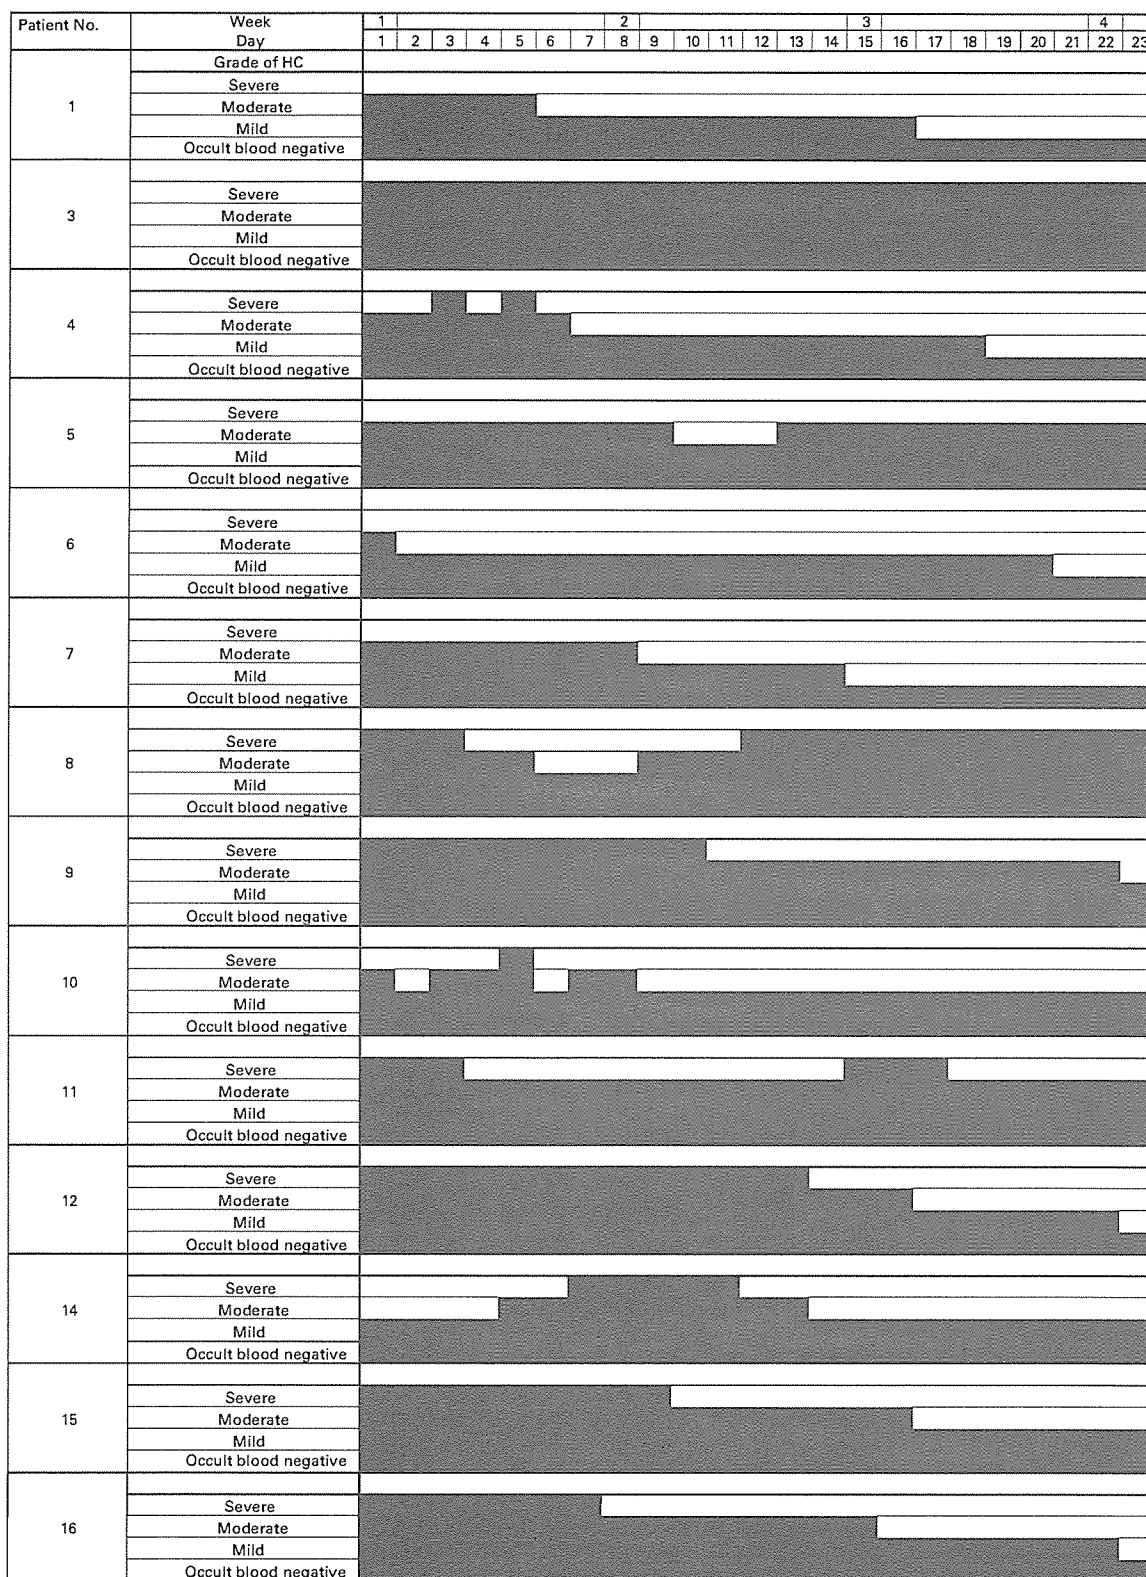 Patient No. Week 1 2 3 4
Day 1 2 3 4 5 6 7 8 9 10 11 12 13 14 15 16 17 18 19 20 21 22 23
Grade of HC
Severe
1 Moderate
Mild
Occult blood negative
Severe
3 Moderate
Mild
Occult blood negative
Severe
4 Moderate
Mild
Occult blood negative
Severe
5 Moderate
Mild
Occult blood negative
Severe
6 Moderate
Mild
Occult blood negative
Severe
7 Moderate
Mild
Occult blood negative
Severe
8 Moderate
Mild
Occult blood negative
Severe
9 Moderate
Mild
Occult blood negative
Severe
10 Moderate
Mild
Occult blood negative
Severe
11 Moderate
Mild
Occult blood negative
Severe
12 Moderate
Mild
Occult blood negative
Severe
14 Moderate
Mild
Occult blood negative
Severe
15 Moderate
Mild
Occult blood negative
Severe
16 Moderate
Mild
Occult blood negative